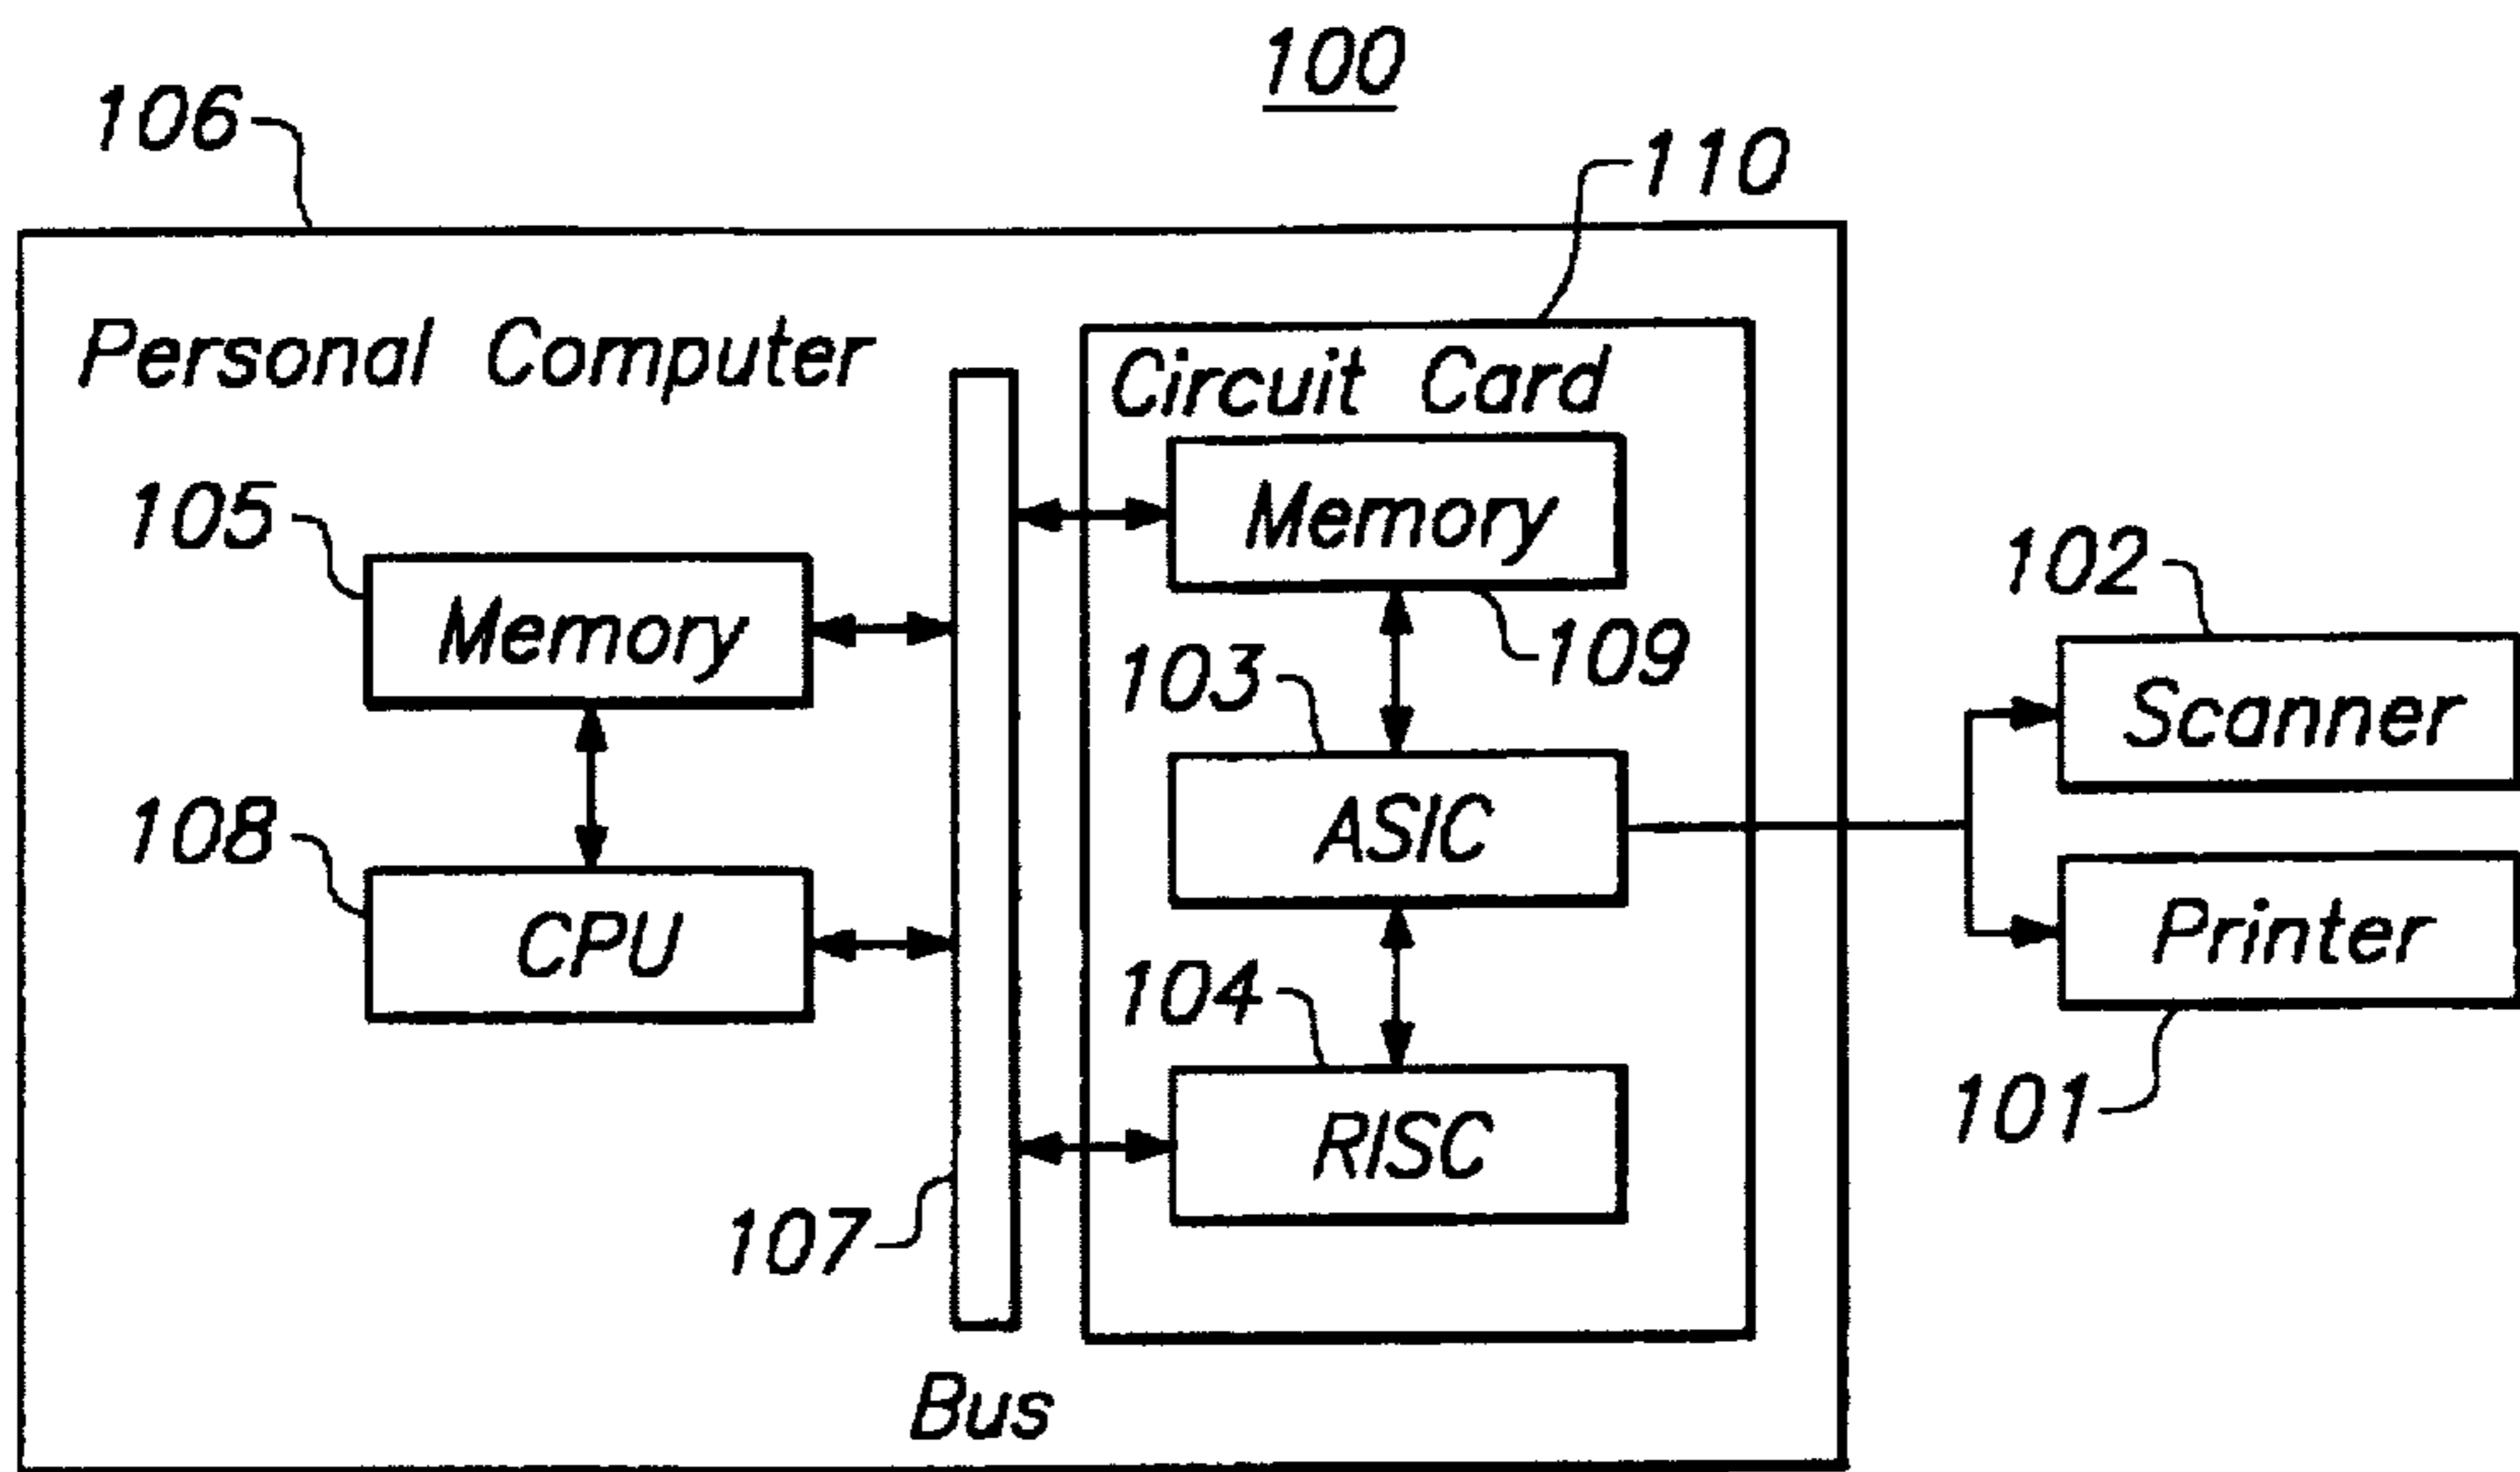 100
106
110
Personal Computer
Circuit Card
105
Memory
Memory
102
109
103
Scanner
108
ASIC
CPU
Printer
104
101
RISC
107
Bus